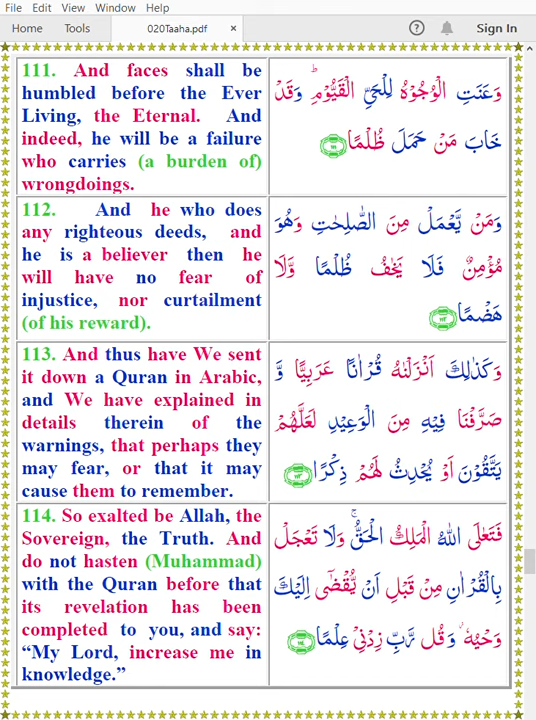 File Edit View Window Help
Home Tools 020Taaha.pdf × ? Sign In
111. And faces shall be
humbled before the Ever
Living, the Eternal. And
indeed, he will be a failure
who carries (a burden of)
wrongdoings.
وَعَنَتِ الْوُجُوْهُ لِلْحَيِّ الْقَيُّوْمِ ؕ وَقَدْ
خَابَ مَنْ حَمَلَ ظُلْمًا
112. And he who does
any righteous deeds, and
he is a believer then he
will have no fear of
injustice, nor curtailment
(of his reward).
وَمَنْ يَّعْمَلْ مِنَ الصّٰلِحٰتِ وَهُوَ
مُؤْمِنٌ فَلَا يَخٰفُ ظُلْمًا وَّلَا
هَضْمًا
113. And thus have We sent
it down a Quran in Arabic,
and We have explained in
details therein of the
warnings, that perhaps they
may fear, or that it may
cause them to remember.
وَكَذٰلِكَ اَنْزَلْنٰهُ قُرْاٰنًا عَرَبِيًّا وَّ
صَرَّفْنَا فِيْهِ مِنَ الْوَعِيْدِ لَعَلَّهُمْ
يَتَّقُوْنَ اَوْ يُحْدِثُ لَهُمْ ذِكْرًا
114. So exalted be Allah, the
Sovereign, the Truth. And
do not hasten (Muhammad)
with the Quran before that
its revelation has been
completed to you, and say:
“My Lord, increase me in
knowledge.”
فَتَعٰلَى اللّٰهُ الْمَلِكُ الْحَقُّ ۚ وَلَا تَعْجَلْ
بِالْقُرْاٰنِ مِنْ قَبْلِ اَنْ يُّقْضٰٓى اِلَيْكَ
وَحْيُهٗ ؗ وَقُل رَّبِّ زِدْنِيْ عِلْمًا